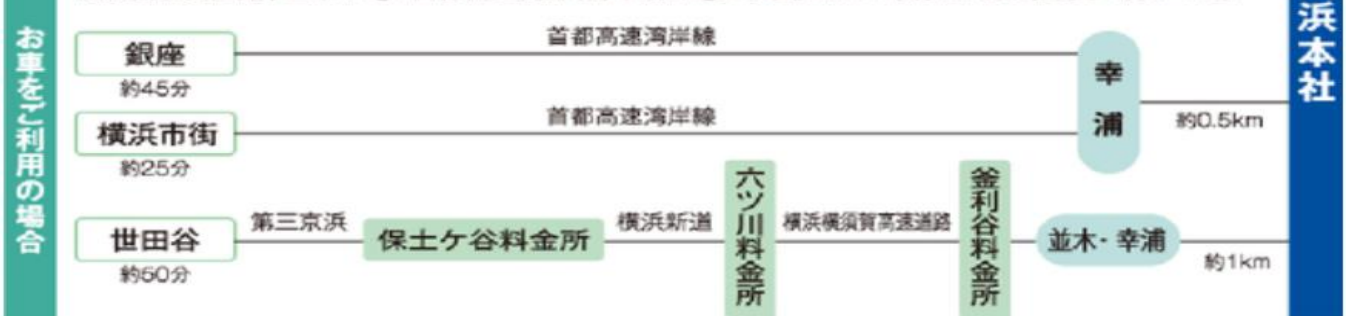 お車をご利用の場合
銀座
約45分
首都高速湾岸線
横浜市街
約25分
首都高速湾岸線
幸浦
約0.5km
世田谷
約50分
第三京浜
保土ケ谷料金所
横浜新道
六ツ川料金所
横浜横須賀高速道路
釜利谷料金所
並木・幸浦
約1km
浜本社